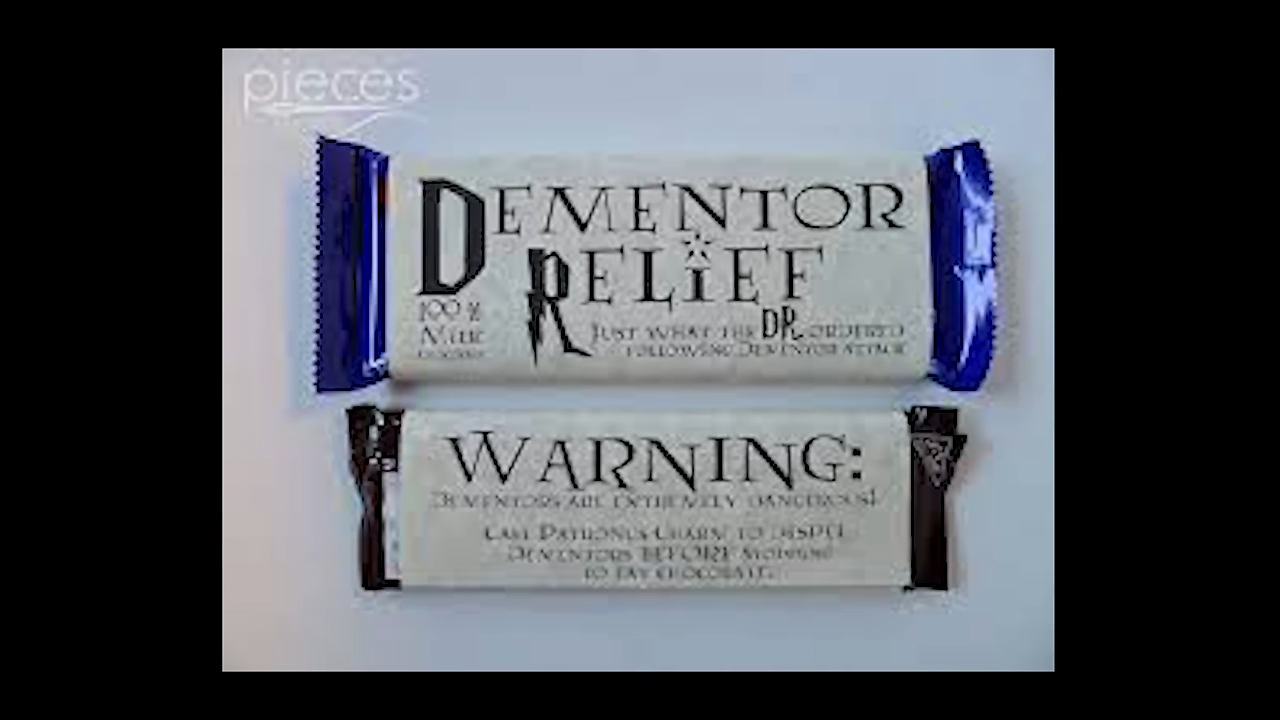 pieces
DEMENTOR
RELIEF
100%
MILK
JUST WHAT THE DR ORDERED
FOLLOWING DEMENTOR ATTACK
WARNING:
DEMENTORS ARE EXTREMELY DANGEROUS!
CAST PATRONUS CHARM TO DISPEL
DEMENTORS BEFORE STOPPING
TO EAT CHOCOLATE.